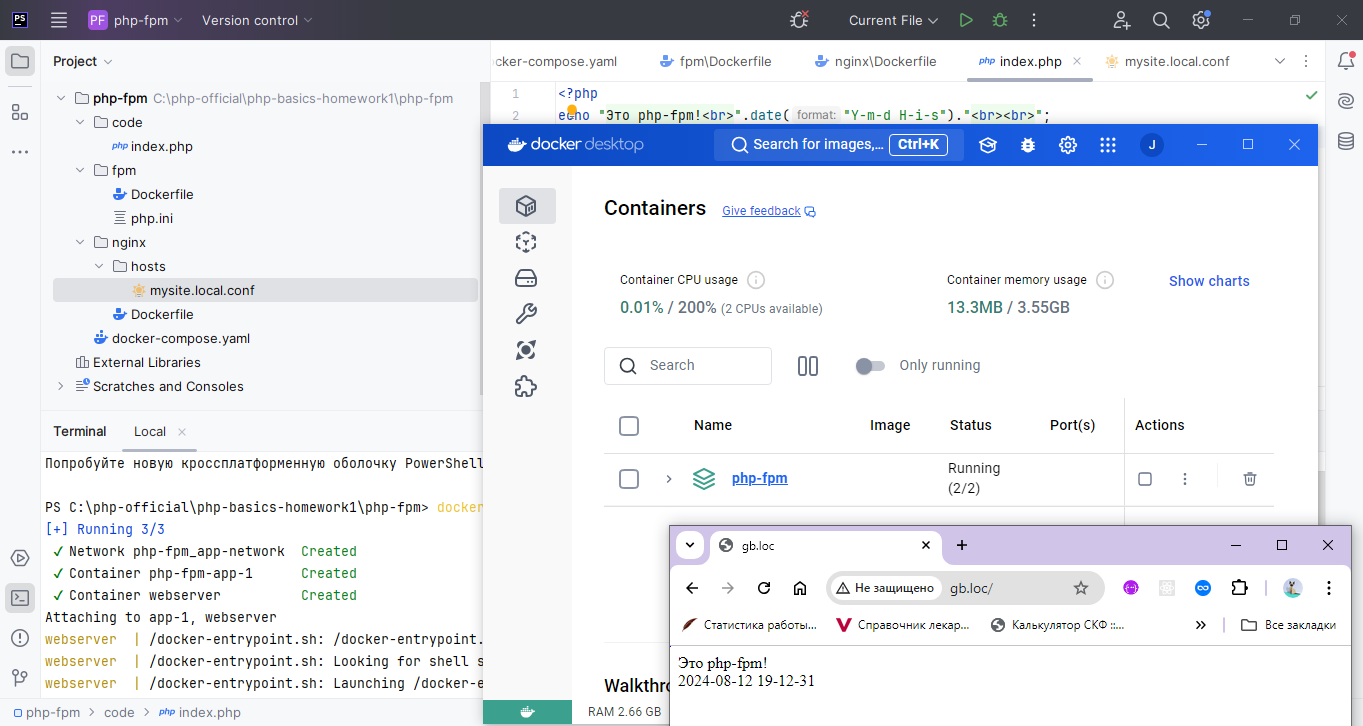 PS
PF php-fpm
Version control
Current File
Project
cker-compose.yaml
fpm\Dockerfile
nginx\Dockerfile
php index.php
mysite.local.conf
php-fpm C:\php-official\php-basics-homework1\php-fpm
code
php index.php
fpm
Dockerfile
php.ini
nginx
hosts
mysite.local.conf
Dockerfile
docker-compose.yaml
External Libraries
Scratches and Consoles
1 <?php
2 echo "Это php-fpm!<br>".date( format: "Y-m-d H-i-s")."<br><br>";
docker desktop
Search for images,... Ctrl+K
J
Containers Give feedback
Container CPU usage
0.01% / 200% (2 CPUs available)
Container memory usage
13.3MB / 3.55GB
Show charts
Search
Only running
Name Image Status Port(s) Actions
php-fpm Running
(2/2)
Walkthr
RAM 2.66 GB
Terminal Local
Попробуйте новую кроссплатформенную оболочку PowerShell
PS C:\php-official\php-basics-homework1\php-fpm> docker
[+] Running 3/3
✓ Network php-fpm_app-network Created
✓ Container php-fpm-app-1 Created
✓ Container webserver Created
Attaching to app-1, webserver
webserver | /docker-entrypoint.sh: /docker-entrypoint.
webserver | /docker-entrypoint.sh: Looking for shell s
webserver | /docker-entrypoint.sh: Launching /docker-e
php-fpm > code > php index.php
gb.loc
Не защищено gb.loc/
Статистика работы...
Справочник лекар...
Калькулятор СКФ ::...
»
Все закладки
Это php-fpm!
2024-08-12 19-12-31